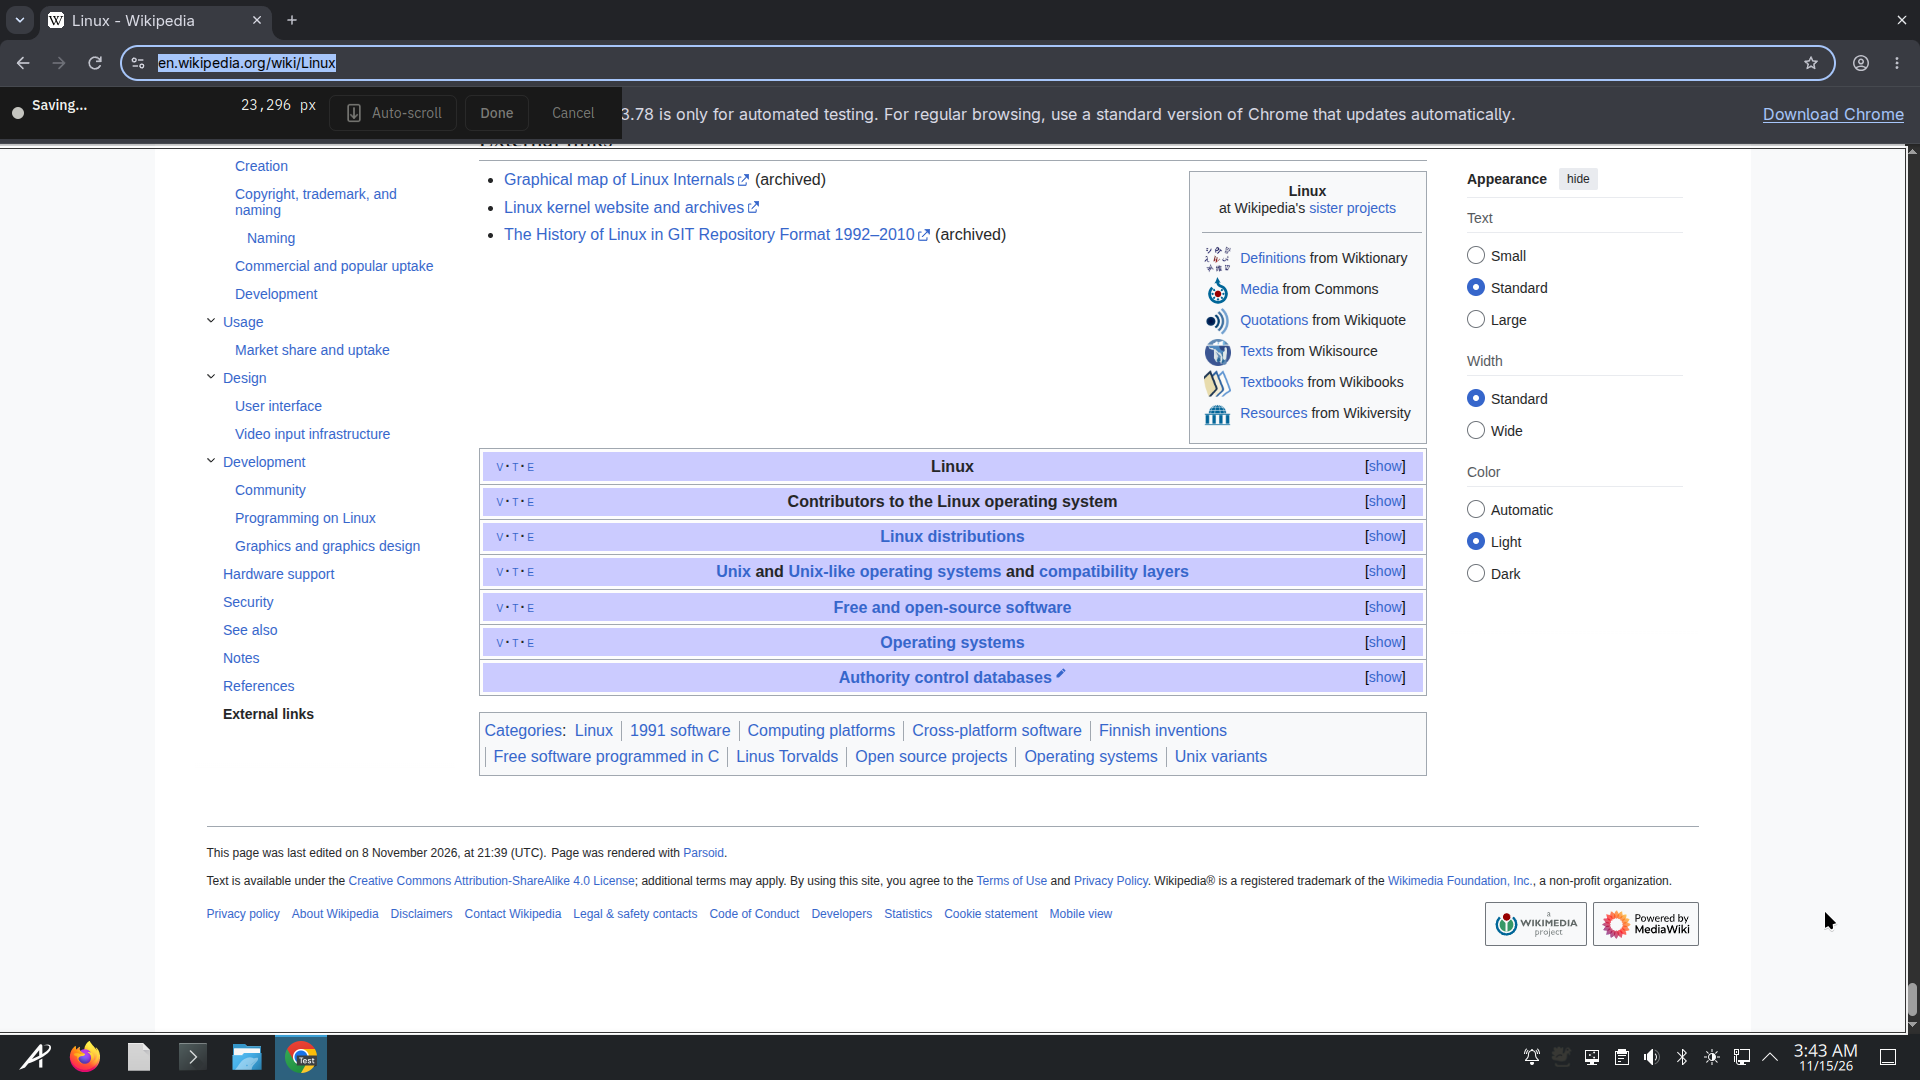 Linux - Wikipedia
en.wikipedia.org/wiki/Linux
Saving...
23,296 px
Auto-scroll
Done
Cancel
3.78 is only for automated testing. For regular browsing, use a standard version of Chrome that updates automatically.
Download Chrome
Creation
Copyright, trademark, and
naming
Naming
Commercial and popular uptake
Development
Usage
Market share and uptake
Design
User interface
Video input infrastructure
Development
Community
Programming on Linux
Graphics and graphics design
Hardware support
Security
See also
Notes
References
External links
External links
• Graphical map of Linux Internals (archived)
• Linux kernel website and archives
• The History of Linux in GIT Repository Format 1992–2010 (archived)
Linux
at Wikipedia's sister projects
Definitions from Wiktionary
Media from Commons
Quotations from Wikiquote
Texts from Wikisource
Textbooks from Wikibooks
Resources from Wikiversity
V · T · E Linux [show]
V · T · E Contributors to the Linux operating system [show]
V · T · E Linux distributions [show]
V · T · E Unix and Unix-like operating systems and compatibility layers [show]
V · T · E Free and open-source software [show]
V · T · E Operating systems [show]
Authority control databases [show]
Categories: Linux | 1991 software | Computing platforms | Cross-platform software | Finnish inventions
| Free software programmed in C | Linus Torvalds | Open source projects | Operating systems | Unix variants
Appearance hide
Text
Small
Standard
Large
Width
Standard
Wide
Color
Automatic
Light
Dark
This page was last edited on 8 November 2026, at 21:39 (UTC). Page was rendered with Parsoid.
Text is available under the Creative Commons Attribution-ShareAlike 4.0 License; additional terms may apply. By using this site, you agree to the Terms of Use and Privacy Policy. Wikipedia® is a registered trademark of the Wikimedia Foundation, Inc., a non-profit organization.
Privacy policy About Wikipedia Disclaimers Contact Wikipedia Legal & safety contacts Code of Conduct Developers Statistics Cookie statement Mobile view
a
WIKIMEDIA
project
Powered by
MediaWiki
Test
3:43 AM
11/15/26